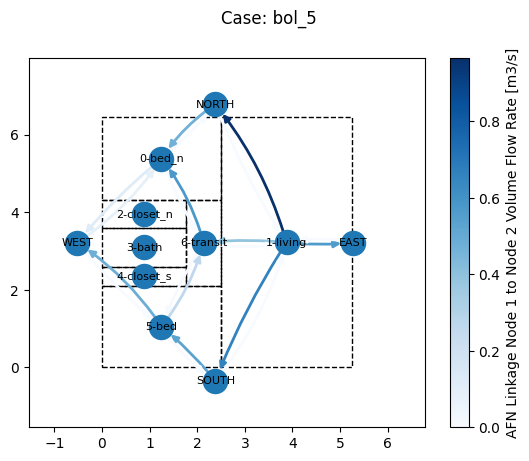 Case: bol_5
NORTH
0-bed_n
2-closet_n
WEST
3-bath
6-transit
1-living
EAST
4-closet_s
5-bed
SOUTH
0
2
4
6
−1
0
1
2
3
4
5
6
0.0
0.2
0.4
0.6
0.8
AFN Linkage Node 1 to Node 2 Volume Flow Rate [m3/s]